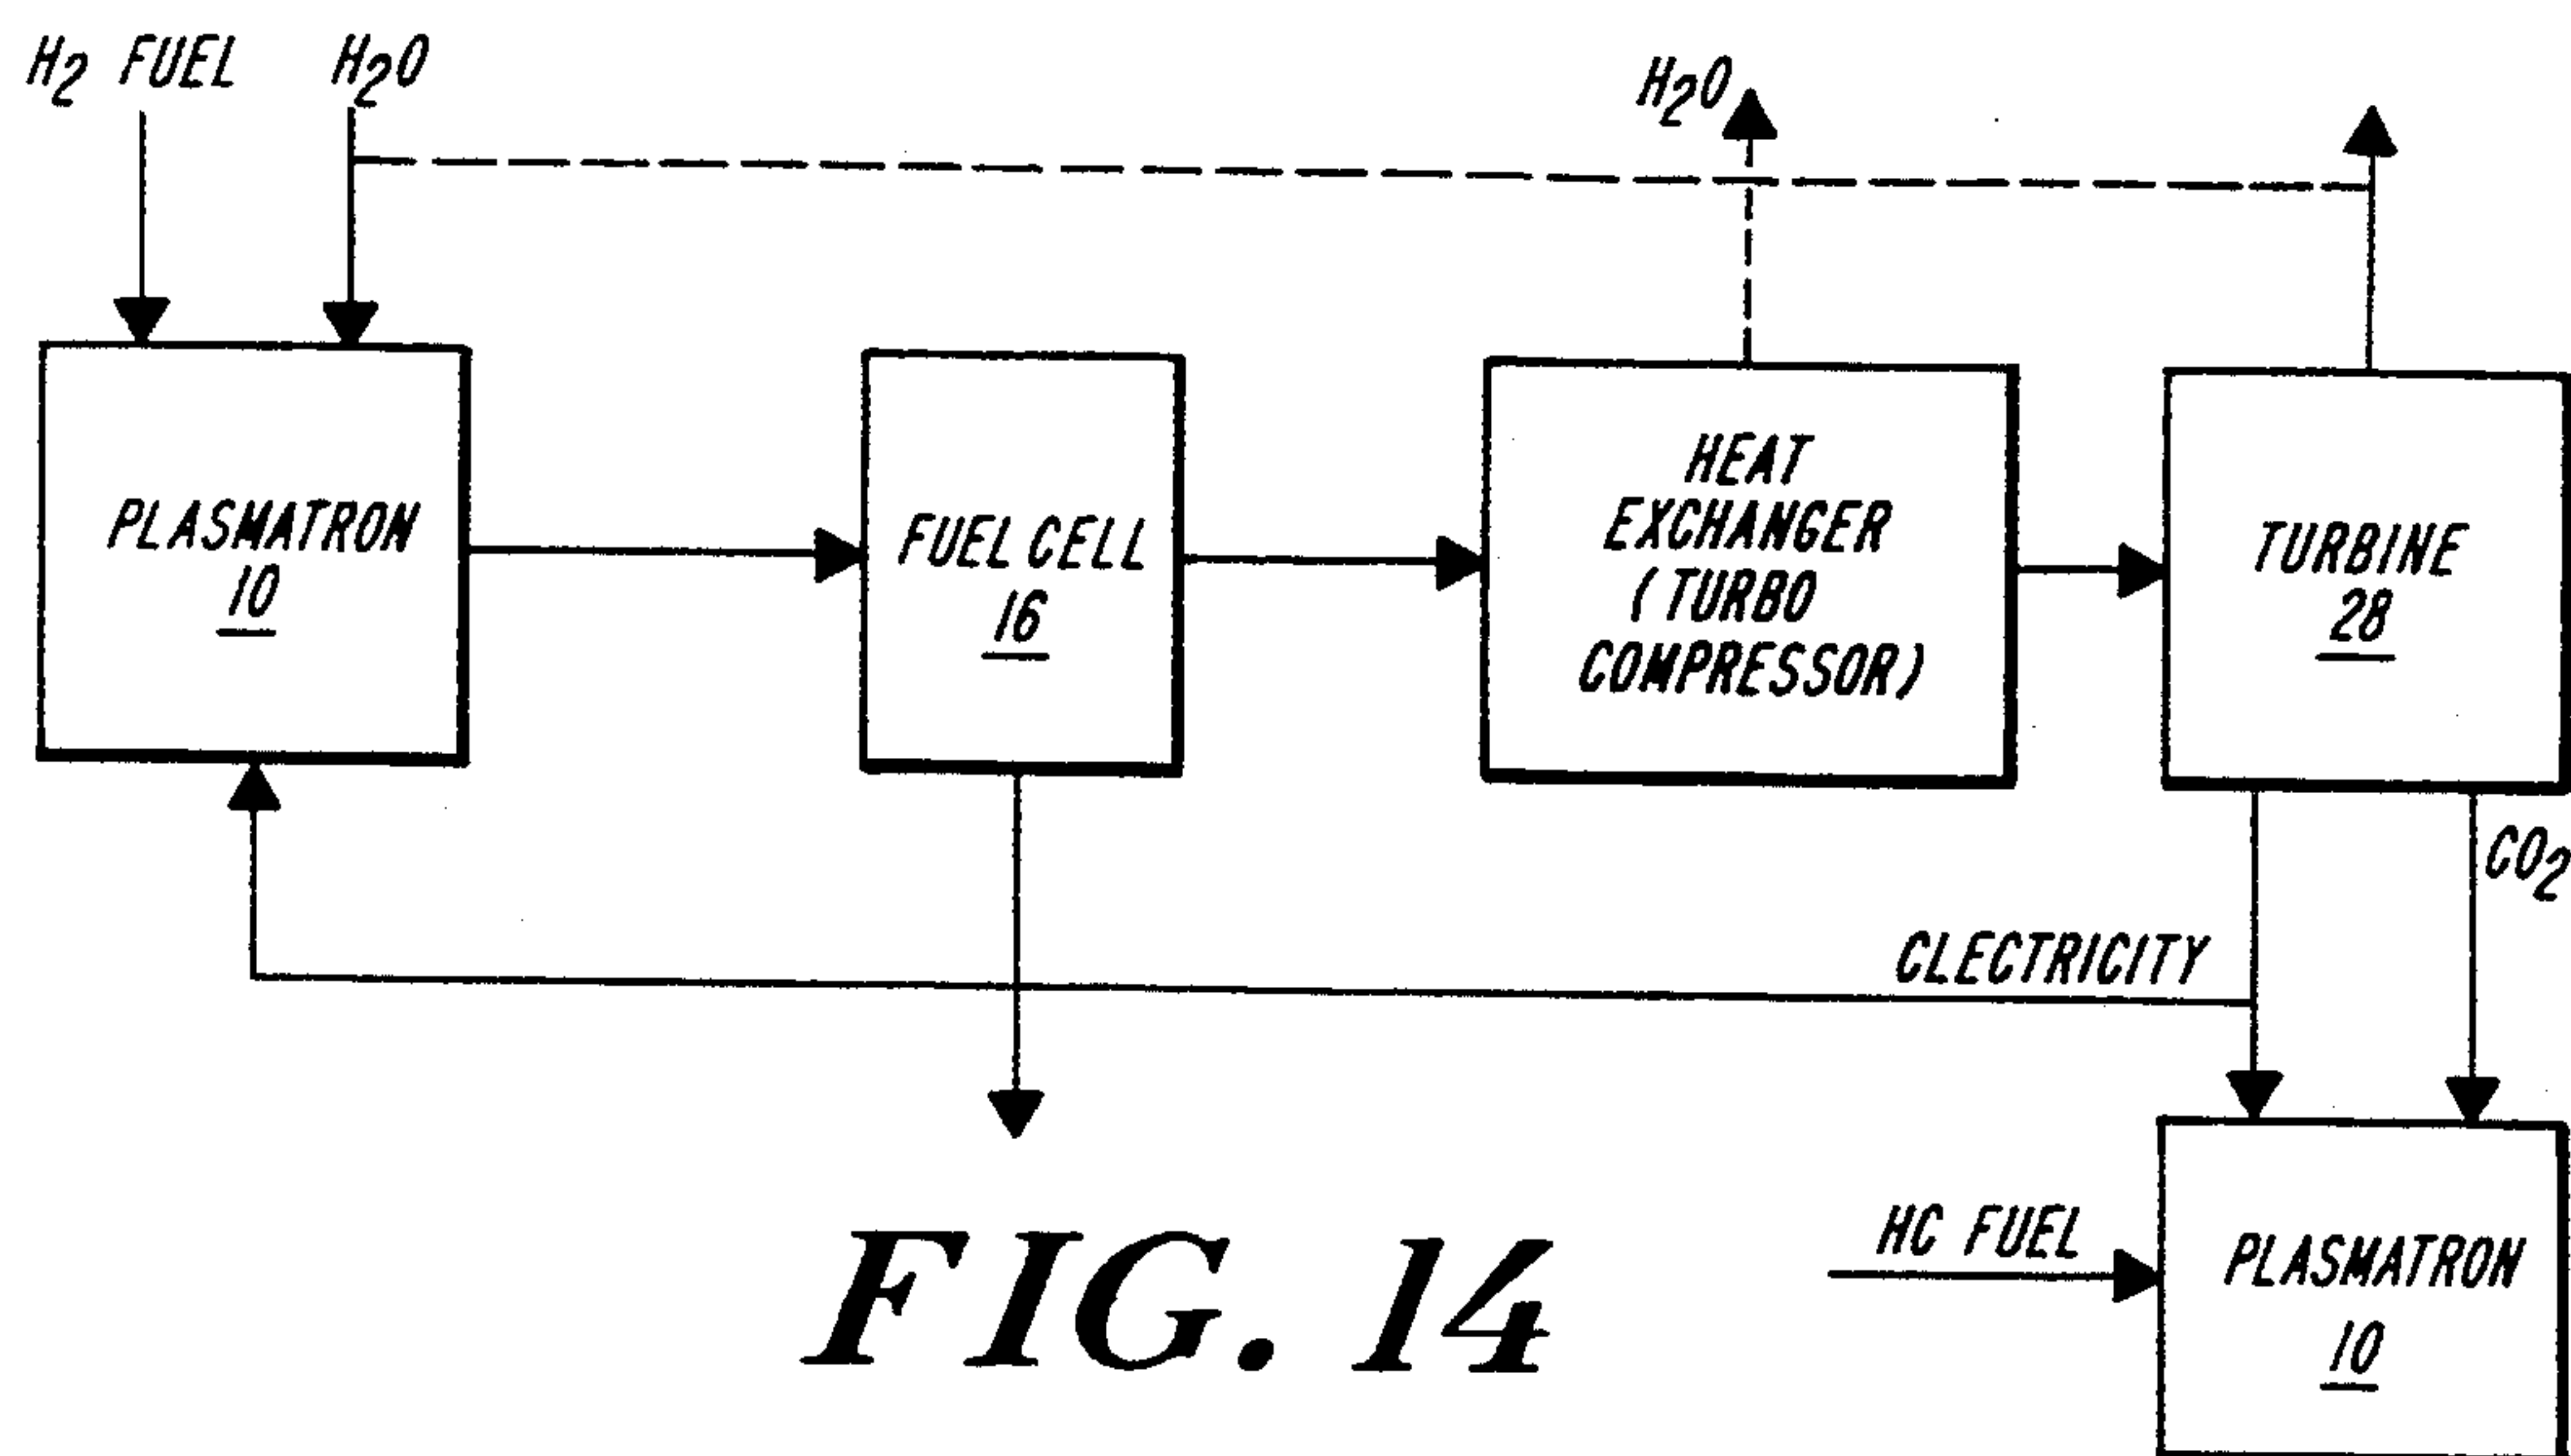 H2 FUEL
H2O
H2O
PLASMATRON
10
FUEL CELL
16
HEAT
EXCHANGER
(TURBO
COMPRESSOR)
TURBINE
28
CO2
CLECTRICITY
HC FUEL
PLASMATRON
10
FIG. 14